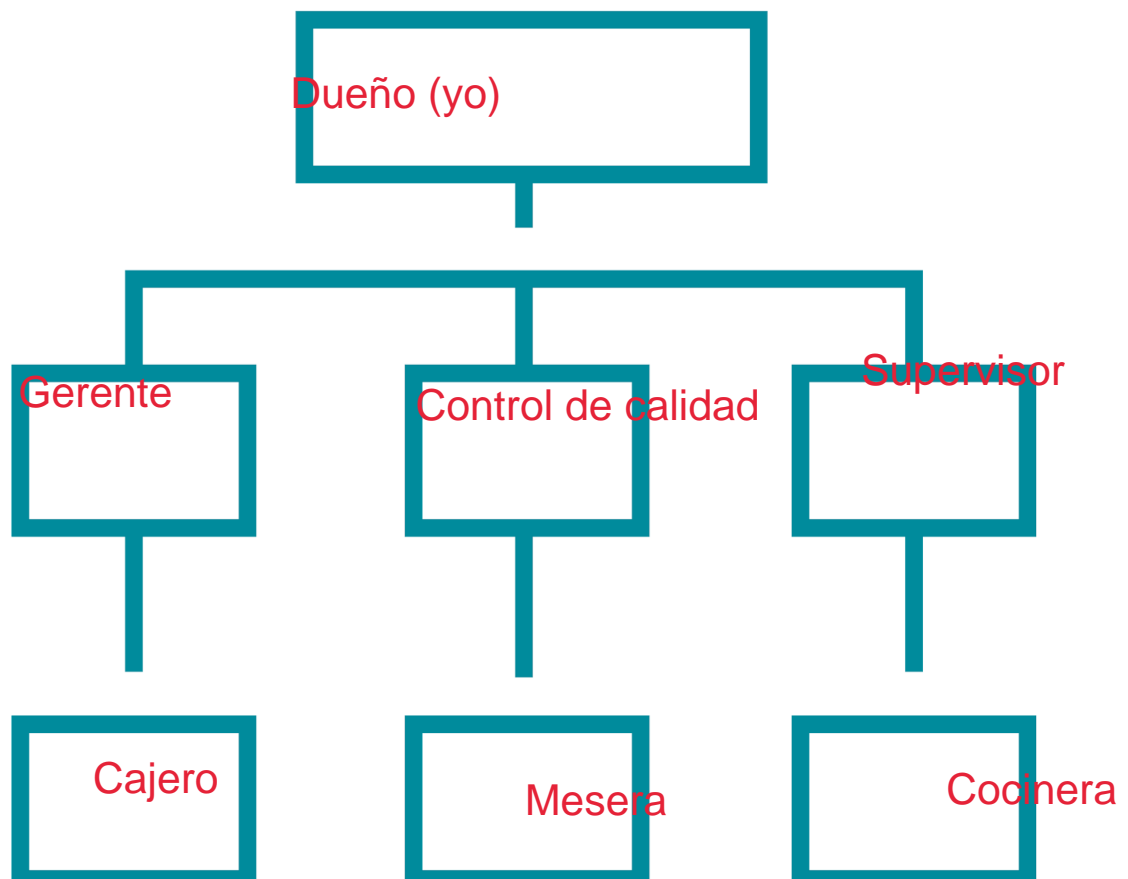 Dueño (yo)
Gerente
Control de calidad
Supervisor
Cajero
Mesera
Cocinera